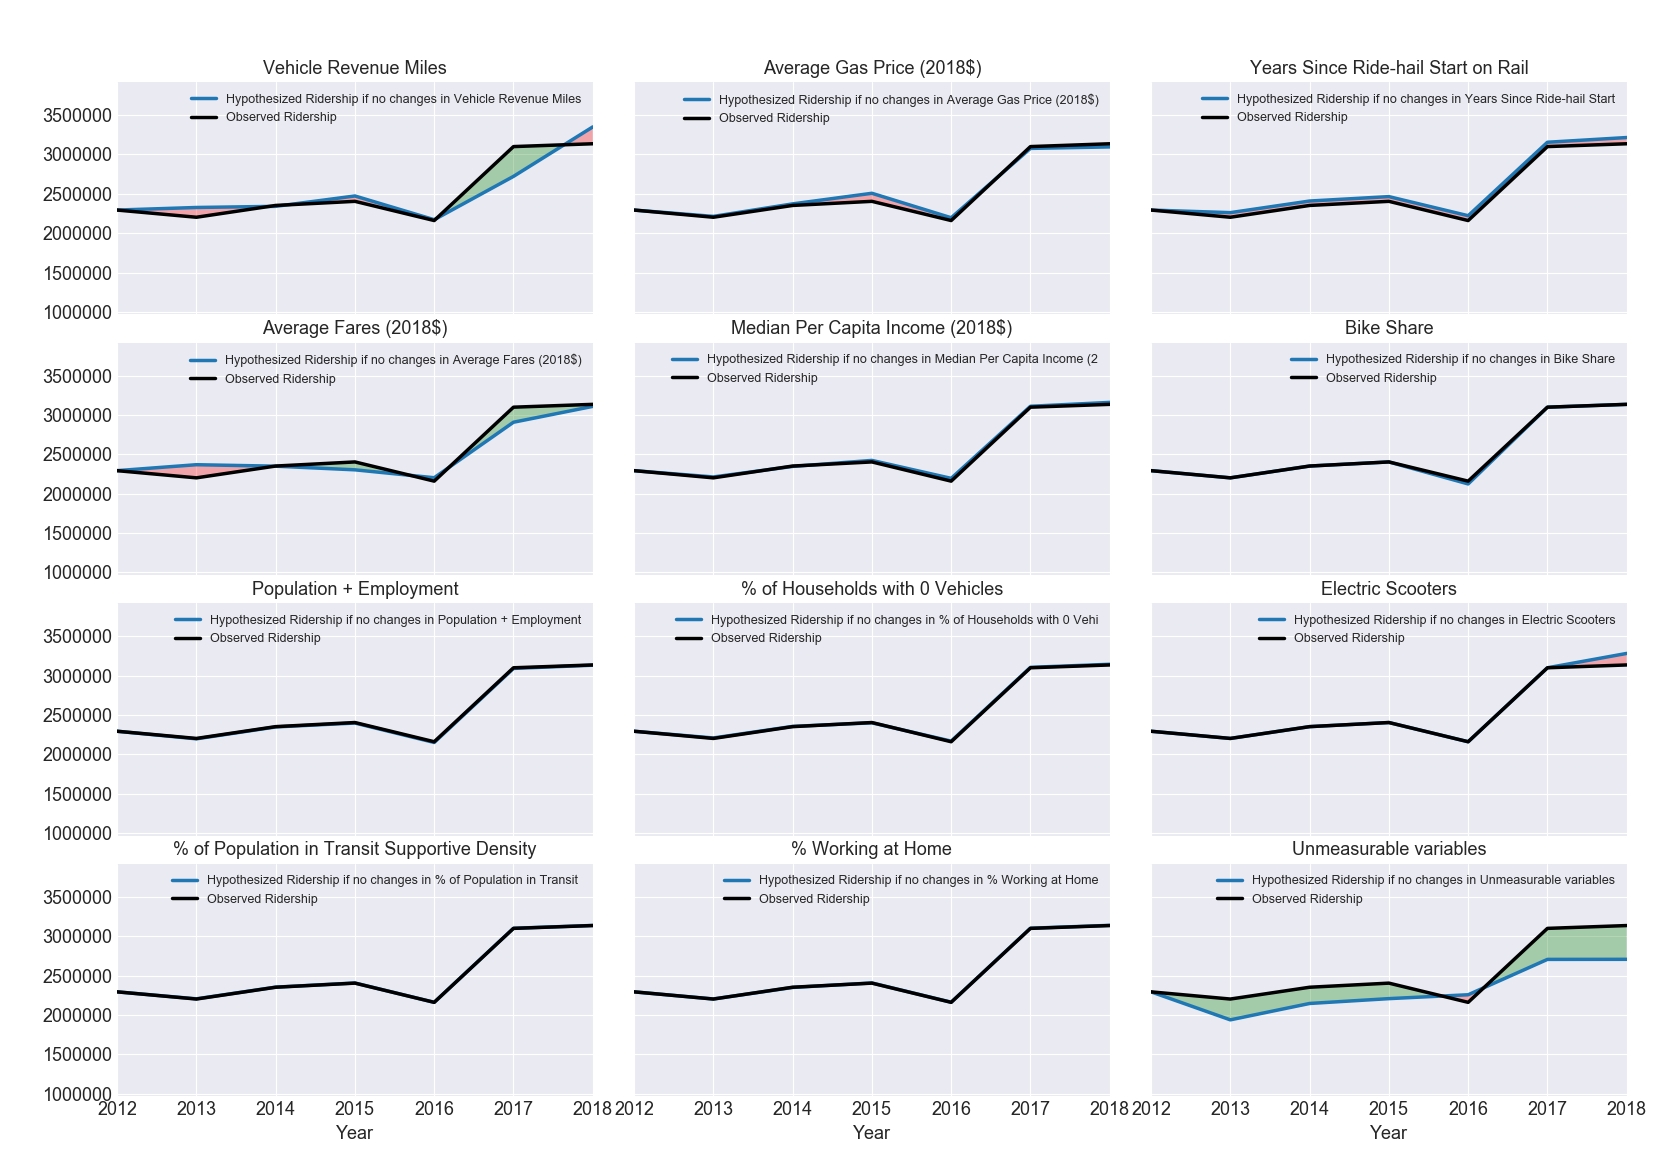 Vehicle Revenue Miles
Hypothesized Ridership if no changes in Vehicle Revenue Miles
Observed Ridership
3500000
3000000
2500000
2000000
1500000
1000000
Average Gas Price (2018$)
Hypothesized Ridership if no changes in Average Gas Price (2018$)
Observed Ridership
Years Since Ride-hail Start on Rail
Hypothesized Ridership if no changes in Years Since Ride-hail Start
Observed Ridership
Average Fares (2018$)
Hypothesized Ridership if no changes in Average Fares (2018$)
Observed Ridership
3500000
3000000
2500000
2000000
1500000
1000000
Median Per Capita Income (2018$)
Hypothesized Ridership if no changes in Median Per Capita Income (2
Observed Ridership
Bike Share
Hypothesized Ridership if no changes in Bike Share
Observed Ridership
Population + Employment
Hypothesized Ridership if no changes in Population + Employment
Observed Ridership
3500000
3000000
2500000
2000000
1500000
1000000
% of Households with 0 Vehicles
Hypothesized Ridership if no changes in % of Households with 0 Vehi
Observed Ridership
Electric Scooters
Hypothesized Ridership if no changes in Electric Scooters
Observed Ridership
% of Population in Transit Supportive Density
Hypothesized Ridership if no changes in % of Population in Transit
Observed Ridership
3500000
3000000
2500000
2000000
1500000
1000000
2012 2013 2014 2015 2016 2017 2018
Year
% Working at Home
Hypothesized Ridership if no changes in % Working at Home
Observed Ridership
2012 2013 2014 2015 2016 2017 2018
Year
Unmeasurable variables
Hypothesized Ridership if no changes in Unmeasurable variables
Observed Ridership
2012 2013 2014 2015 2016 2017 2018
Year